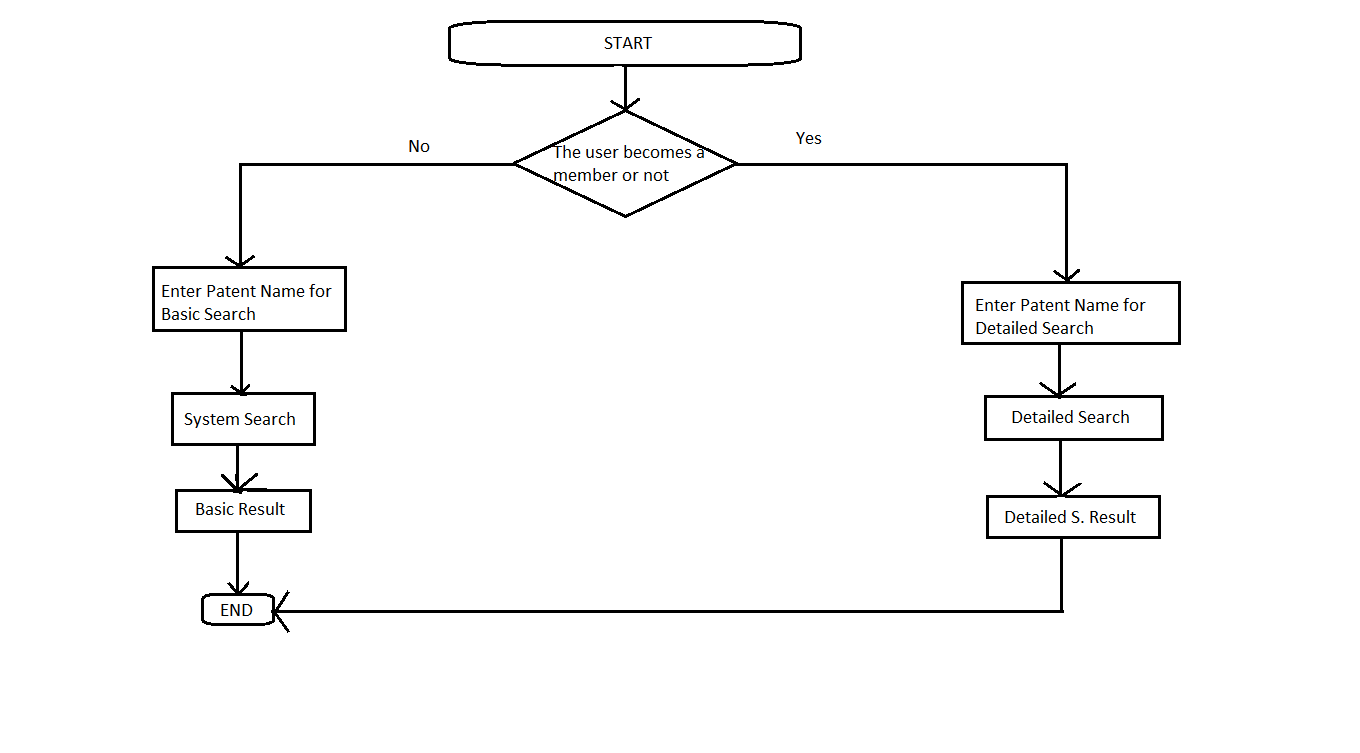 START
No
Yes
The user becomes a
member or not
Enter Patent Name for
Basic Search
Enter Patent Name for
Detailed Search
System Search
Detailed Search
Basic Result
Detailed S. Result
END